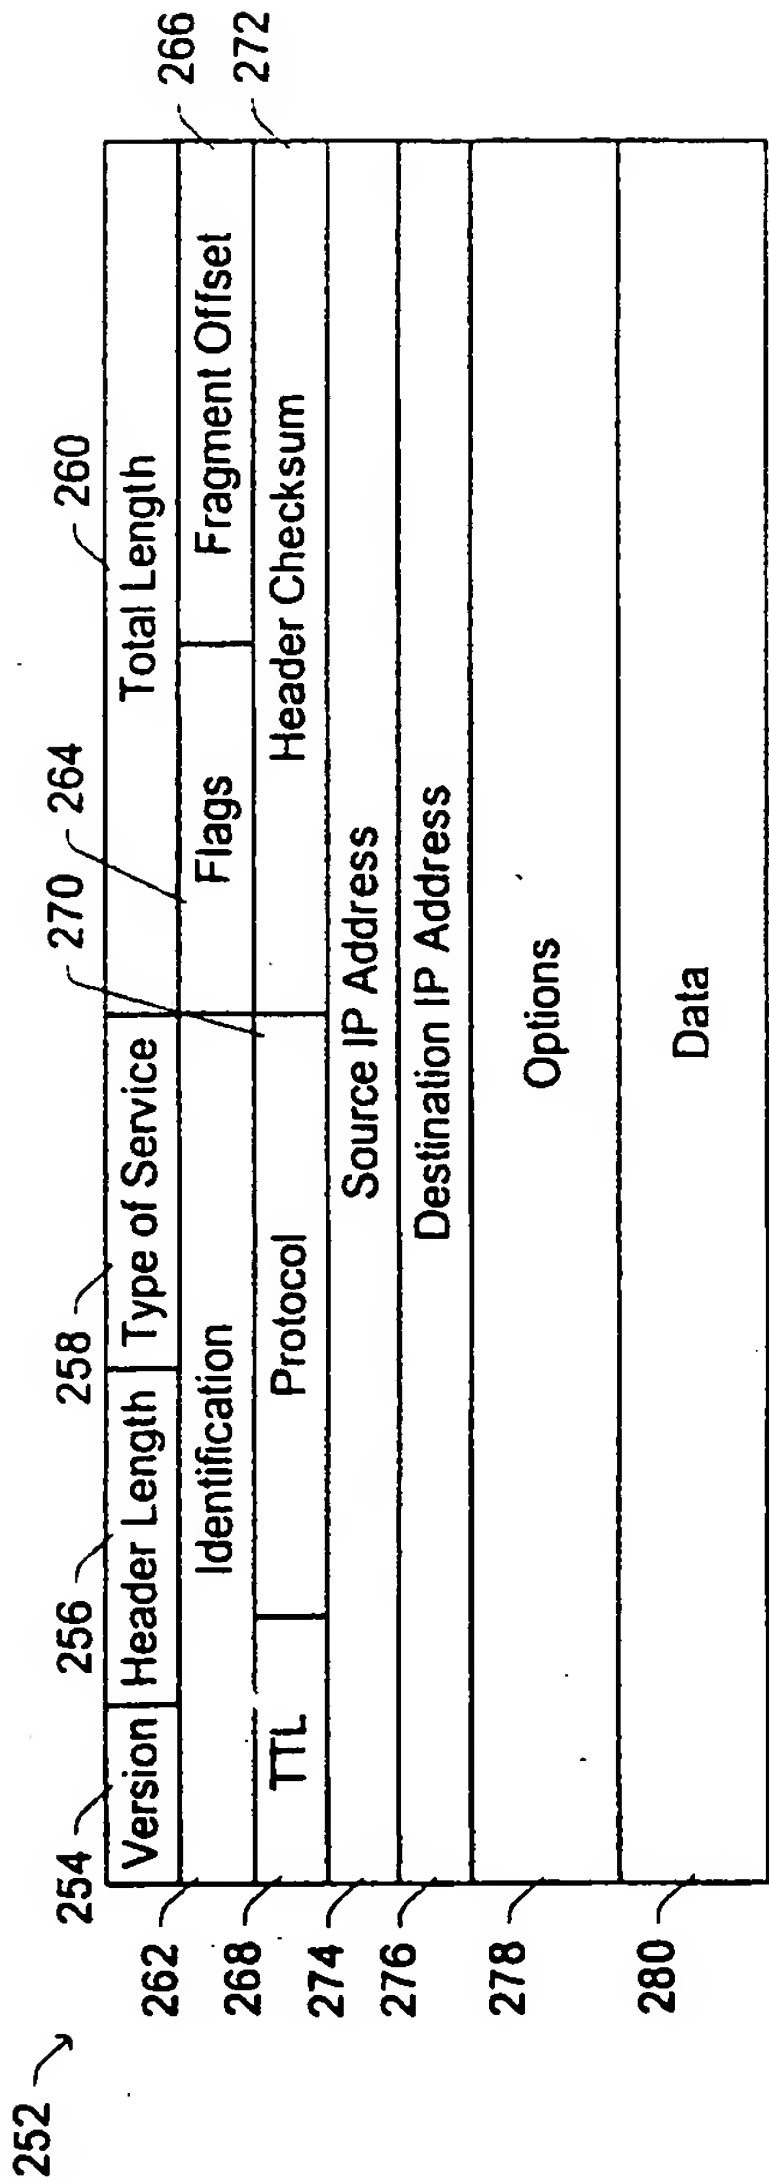 252
254 256 258 260
270 264
Version Header Length Type of Service Total Length
262 Identification Flags Fragment Offset 266
268 TTL Protocol Header Checksum 272
274 Source IP Address
276 Destination IP Address
278 Options
280 Data